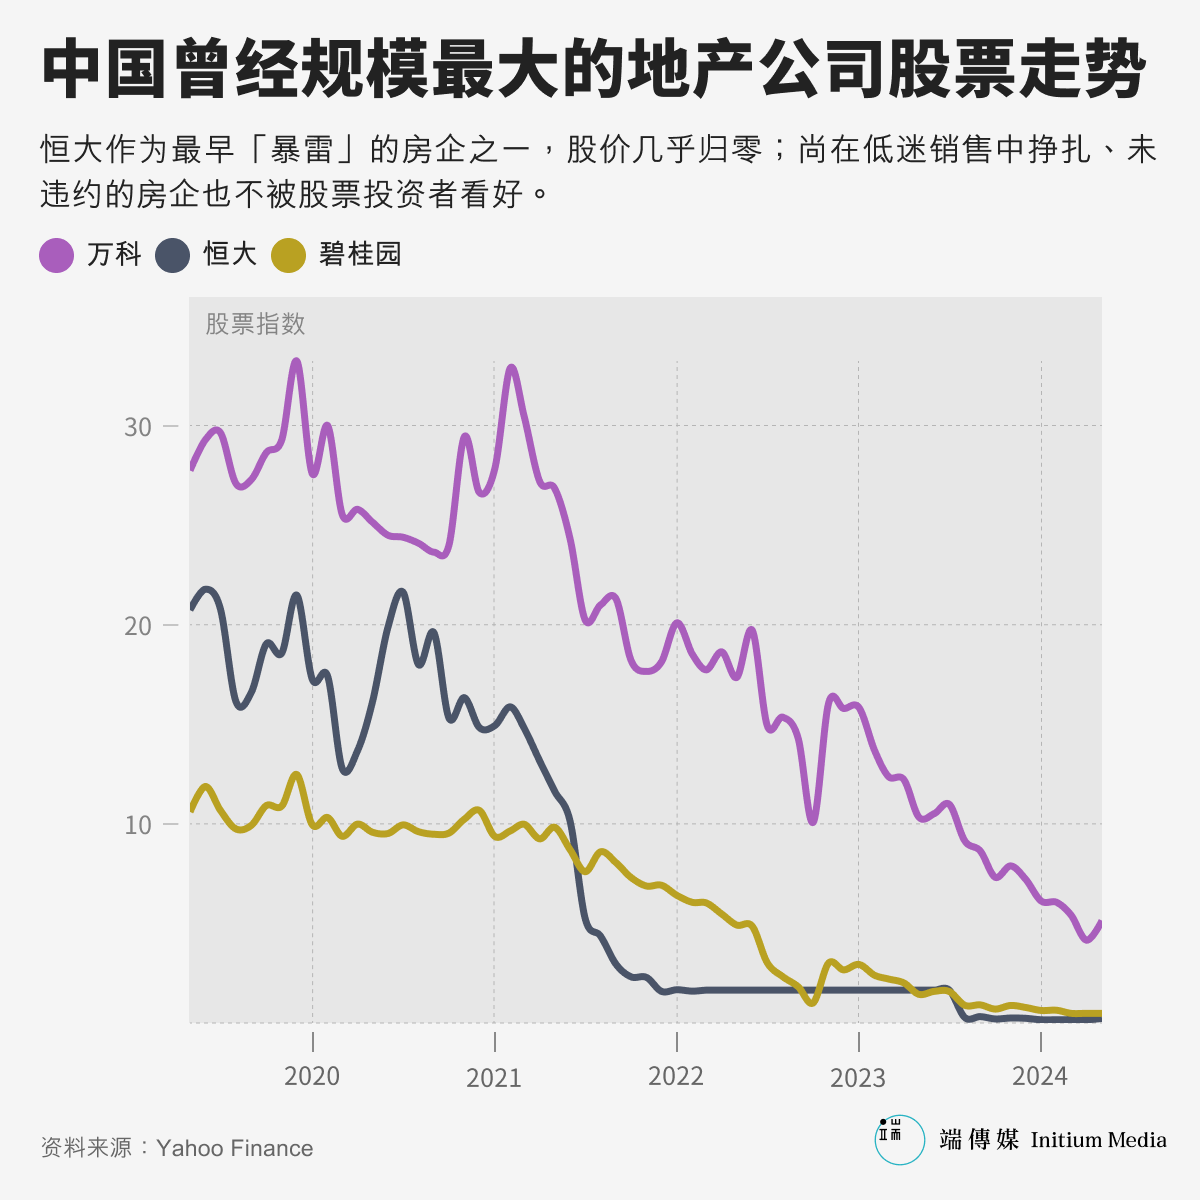 中国曾经规模最大的地产公司股票走势
恒大作为最早「暴雷」的房企之一，股价几乎归零；尚在低迷销售中挣扎、未
违约的房企也不被股票投资者看好。
万科 恒大 碧桂园
股票指数
30
20
10
2020 2021 2022 2023 2024
资料来源：Yahoo Finance
端傳媒 Initium Media